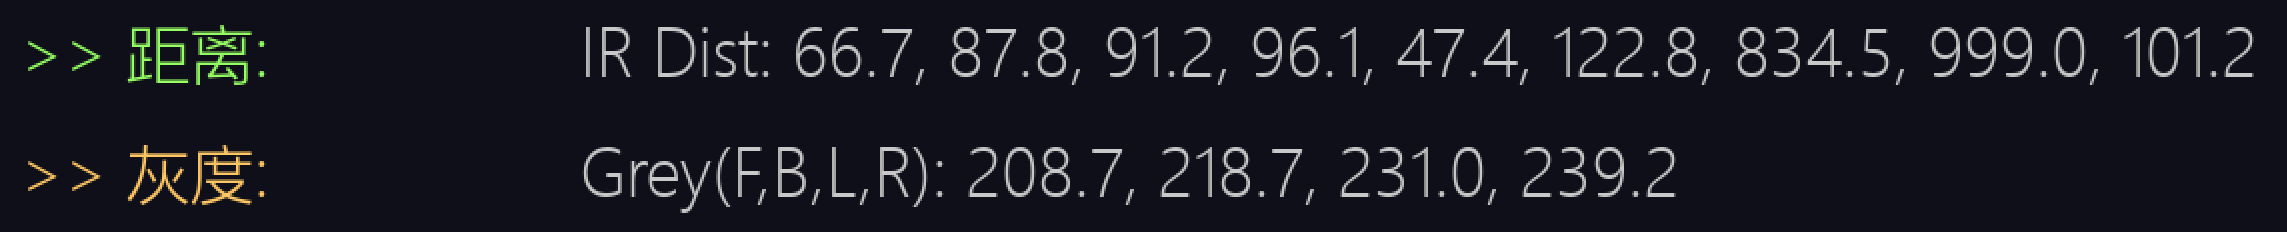 >> 距离: IR Dist: 66.7, 87.8, 91.2, 96.1, 47.4, 122.8, 834.5, 999.0, 101.2
>> 灰度: Grey(F,B,L,R): 208.7, 218.7, 231.0, 239.2